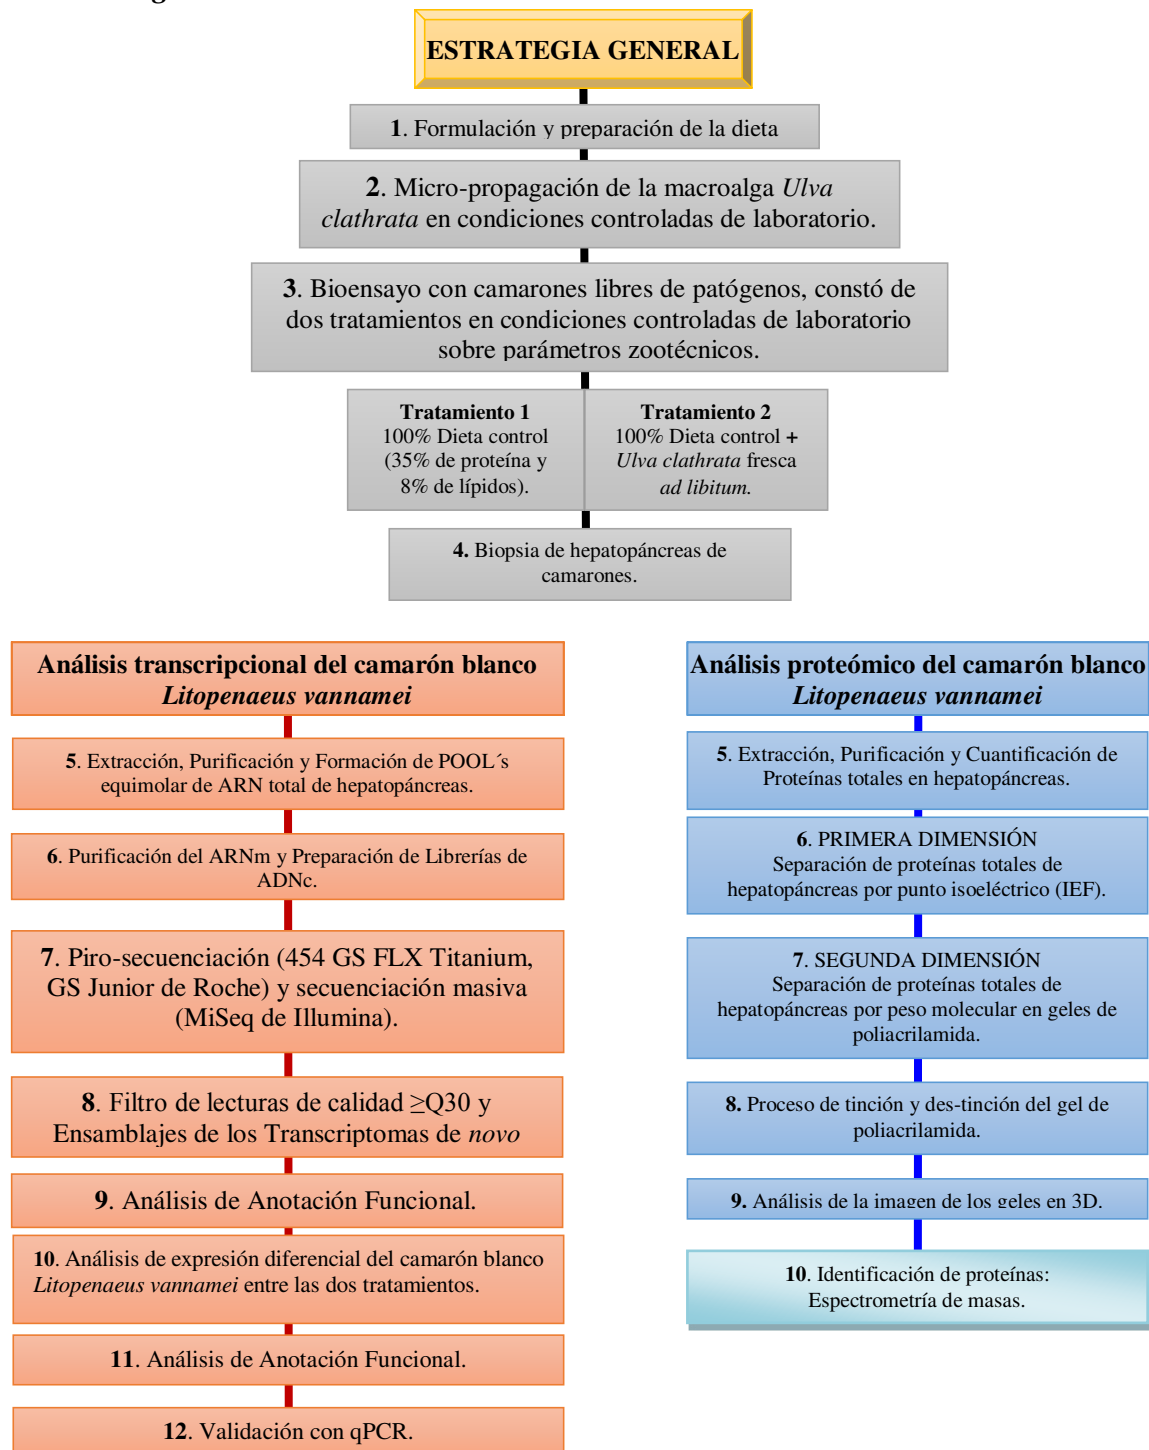 ESTRATEGIA GENERAL
1. Formulación y preparación de la dieta
2. Micro-propagación de la macroalga Ulva
clathrata en condiciones controladas de laboratorio.
3. Bioensayo con camarones libres de patógenos, constó de
dos tratamientos en condiciones controladas de laboratorio
sobre parámetros zootécnicos.
Tratamiento 1
100% Dieta control
(35% de proteína y
8% de lípidos).
Tratamiento 2
100% Dieta control +
Ulva clathrata fresca
ad libitum.
4. Biopsia de hepatopáncreas de
camarones.
Análisis transcripcional del camarón blanco
Litopenaeus vannamei
5. Extracción, Purificación y Formación de POOL´s
equimolar de ARN total de hepatopáncreas.
6. Purificación del ARNm y Preparación de Librerías de
ADNc.
7. Piro-secuenciación (454 GS FLX Titanium,
GS Junior de Roche) y secuenciación masiva
(MiSeq de Illumina).
8. Filtro de lecturas de calidad ≥Q30 y
Ensamblajes de los Transcriptomas de novo
9. Análisis de Anotación Funcional.
10. Análisis de expresión diferencial del camarón blanco
Litopenaeus vannamei entre las dos tratamientos.
11. Análisis de Anotación Funcional.
12. Validación con qPCR.
Análisis proteómico del camarón blanco
Litopenaeus vannamei
5. Extracción, Purificación y Cuantificación de
Proteínas totales en hepatopáncreas.
6. PRIMERA DIMENSIÓN
Separación de proteínas totales de
hepatopáncreas por punto isoeléctrico (IEF).
7. SEGUNDA DIMENSIÓN
Separación de proteínas totales de
hepatopáncreas por peso molecular en geles de
poliacrilamida.
8. Proceso de tinción y des-tinción del gel de
poliacrilamida.
9. Análisis de la imagen de los geles en 3D.
10. Identificación de proteínas:
Espectrometría de masas.